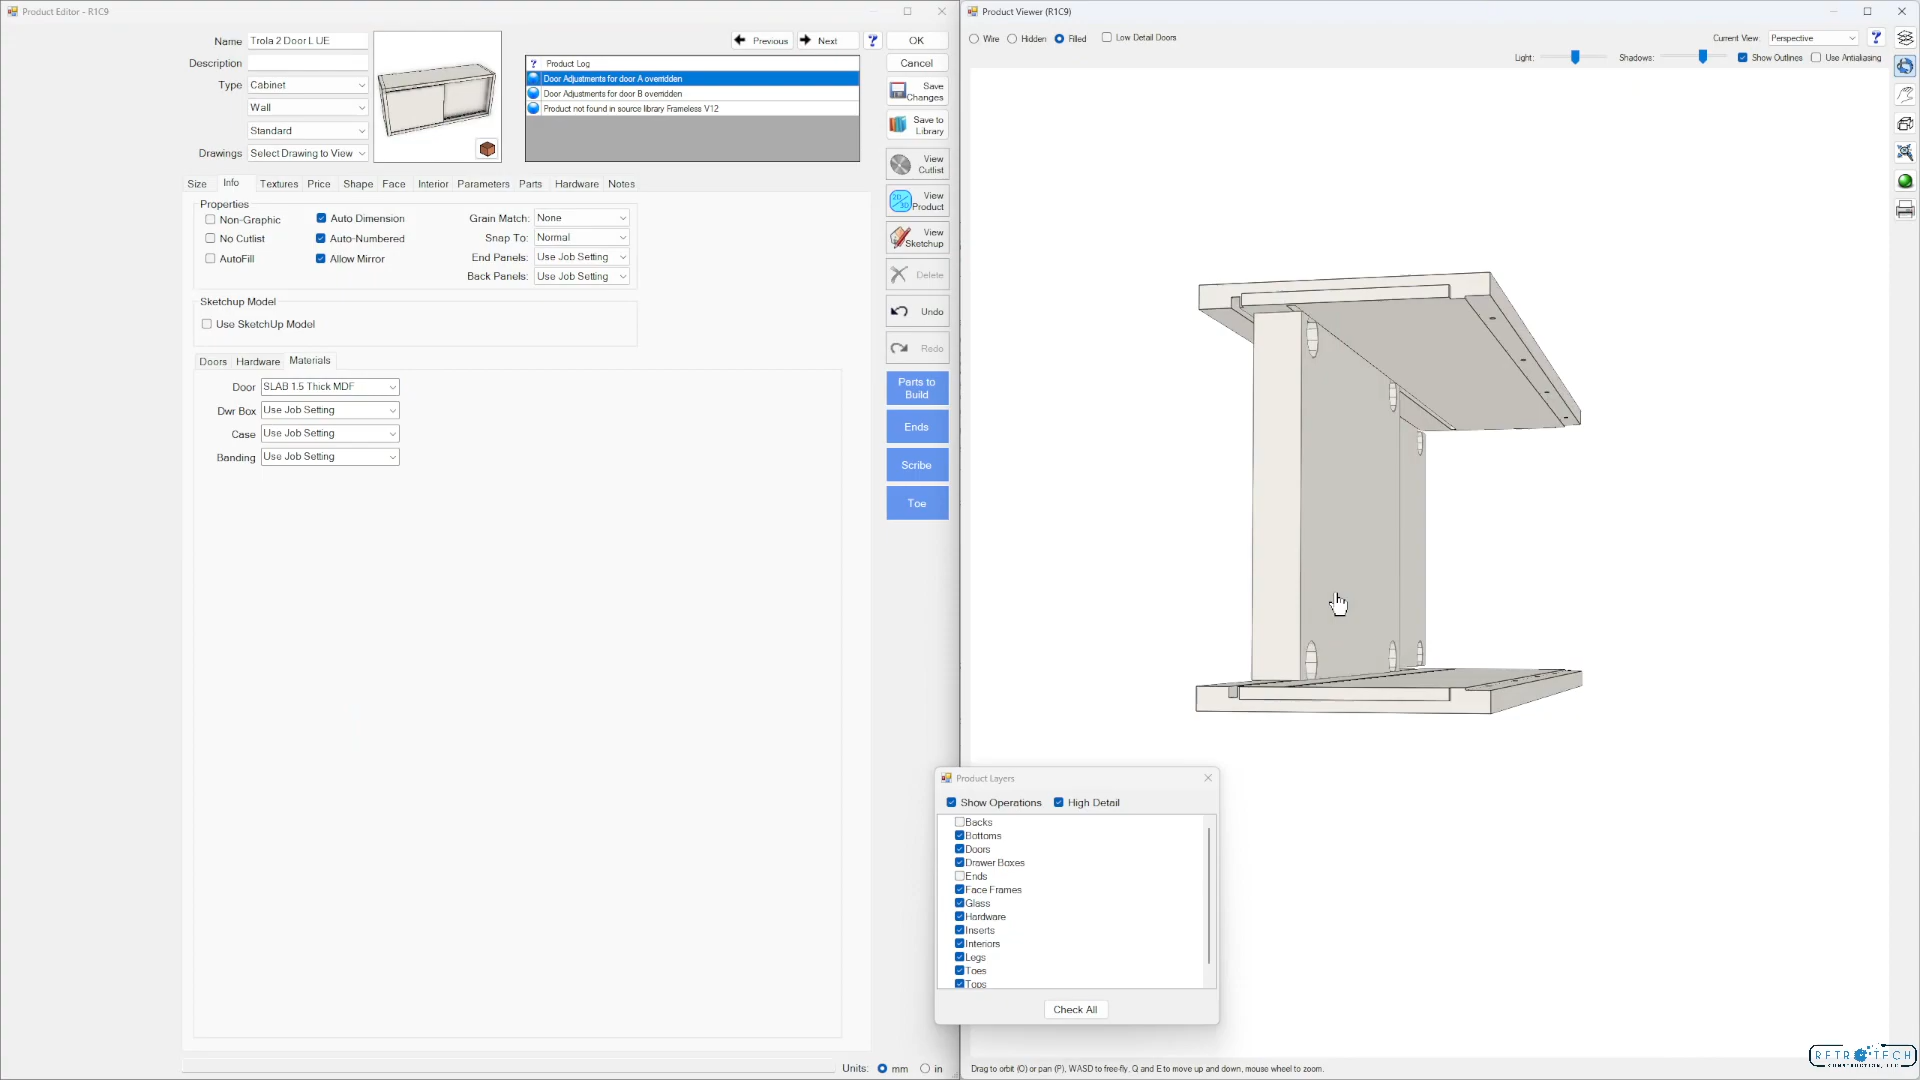 Product Editor - R1C9
Name Trola 2 Door L UE
Description
Type Cabinet
Wall
Standard
Drawings Select Drawing to View
Previous Next ? OK
Cancel
? Product Log
Door Adjustments for door A overridden
Door Adjustments for door B overridden
Product not found in source library Frameless V12
Save Changes
Save to Library
View Cutlist
2D/3D View Product
View Sketchup
Delete
Undo
Redo
Parts to Build
Ends
Scribe
Toe
Size Info Textures Price Shape Face Interior Parameters Parts Hardware Notes
Properties
Non-Graphic Auto Dimension Grain Match: None
No Cutlist Auto-Numbered Snap To: Normal
AutoFill Allow Mirror End Panels: Use Job Setting
Back Panels: Use Job Setting
Sketchup Model
Use SketchUp Model
Doors Hardware Materials
Door SLAB 1.5 Thick MDF
Dwr Box Use Job Setting
Case Use Job Setting
Banding Use Job Setting
Units: mm in
Product Viewer (R1C9)
Wire Hidden Filled Low Detail Doors Current View: Perspective ?
Light: Shadows: Show Outlines Use Antialiasing
Product Layers
Show Operations High Detail
Backs
Bottoms
Doors
Drawer Boxes
Ends
Face Frames
Glass
Hardware
Inserts
Interiors
Legs
Toes
Tops
Check All
Drag to orbit (O) or pan (P), WASD to free-fly, Q and E to move up and down, mouse wheel to zoom.
RETROTECH
CONSTRUCTION, LLC